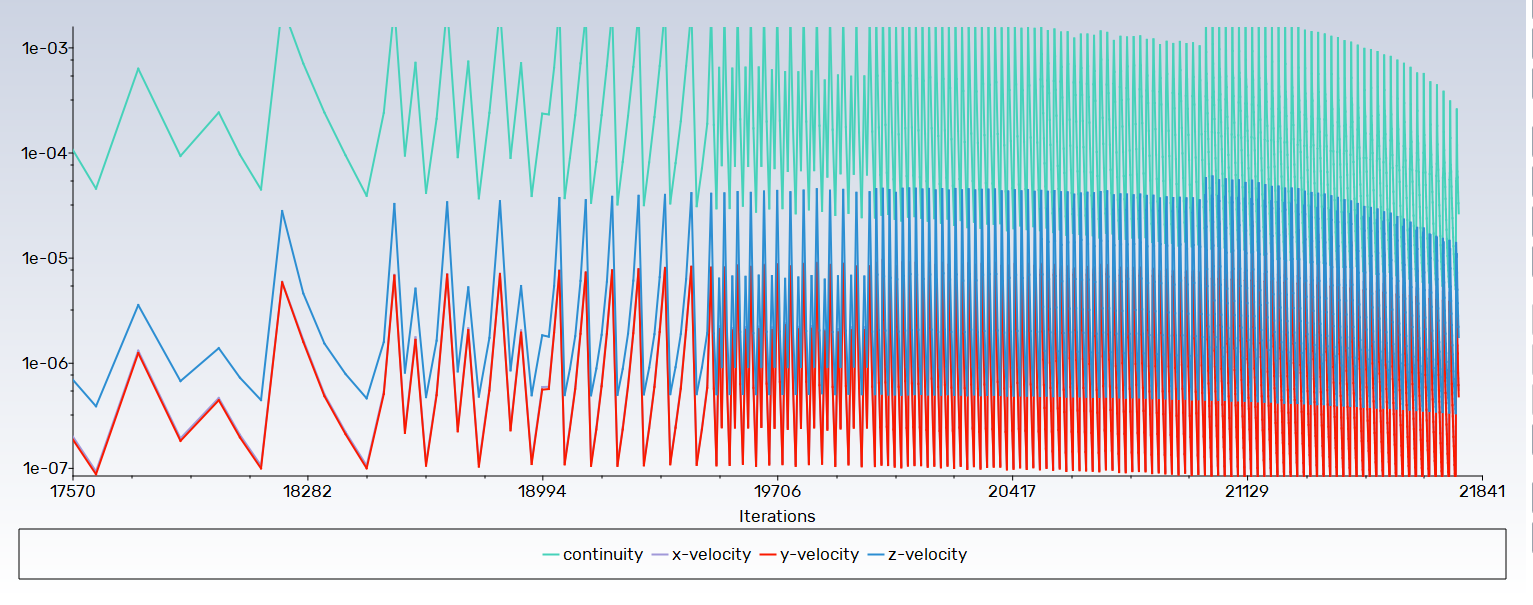 1e-03
1e-04
1e-05
1e-06
1e-07
17570 18282 18994 19706 20417 21129 21841
Iterations
continuity x-velocity y-velocity z-velocity